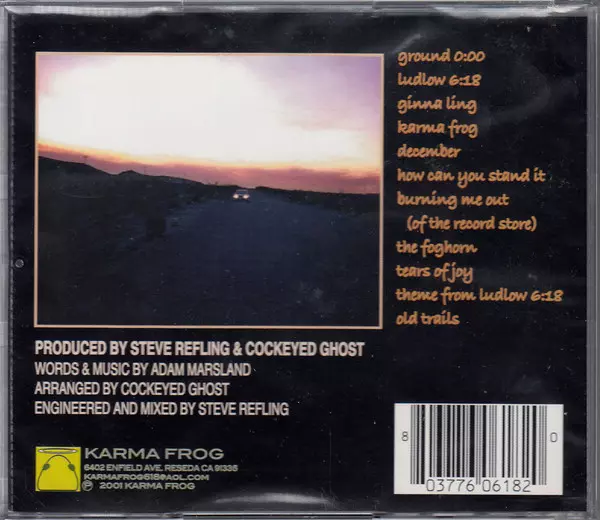 ground 0:00
ludlow 6:18
ginna ling
karma frog
december
how can you stand it
burning me out
(of the record store)
the foghorn
tears of joy
theme from ludlow 6:18
old trails
PRODUCED BY STEVE REFLING & COCKEYED GHOST
WORDS & MUSIC BY ADAM MARSLAND
ARRANGED BY COCKEYED GHOST
ENGINEERED AND MIXED BY STEVE REFLING
KARMA FROG
6402 ENFIELD AVE, RESEDA CA 91335
KARMAFROG618@AOL.COM
℗ 2001 KARMA FROG
8 03776 06182 0